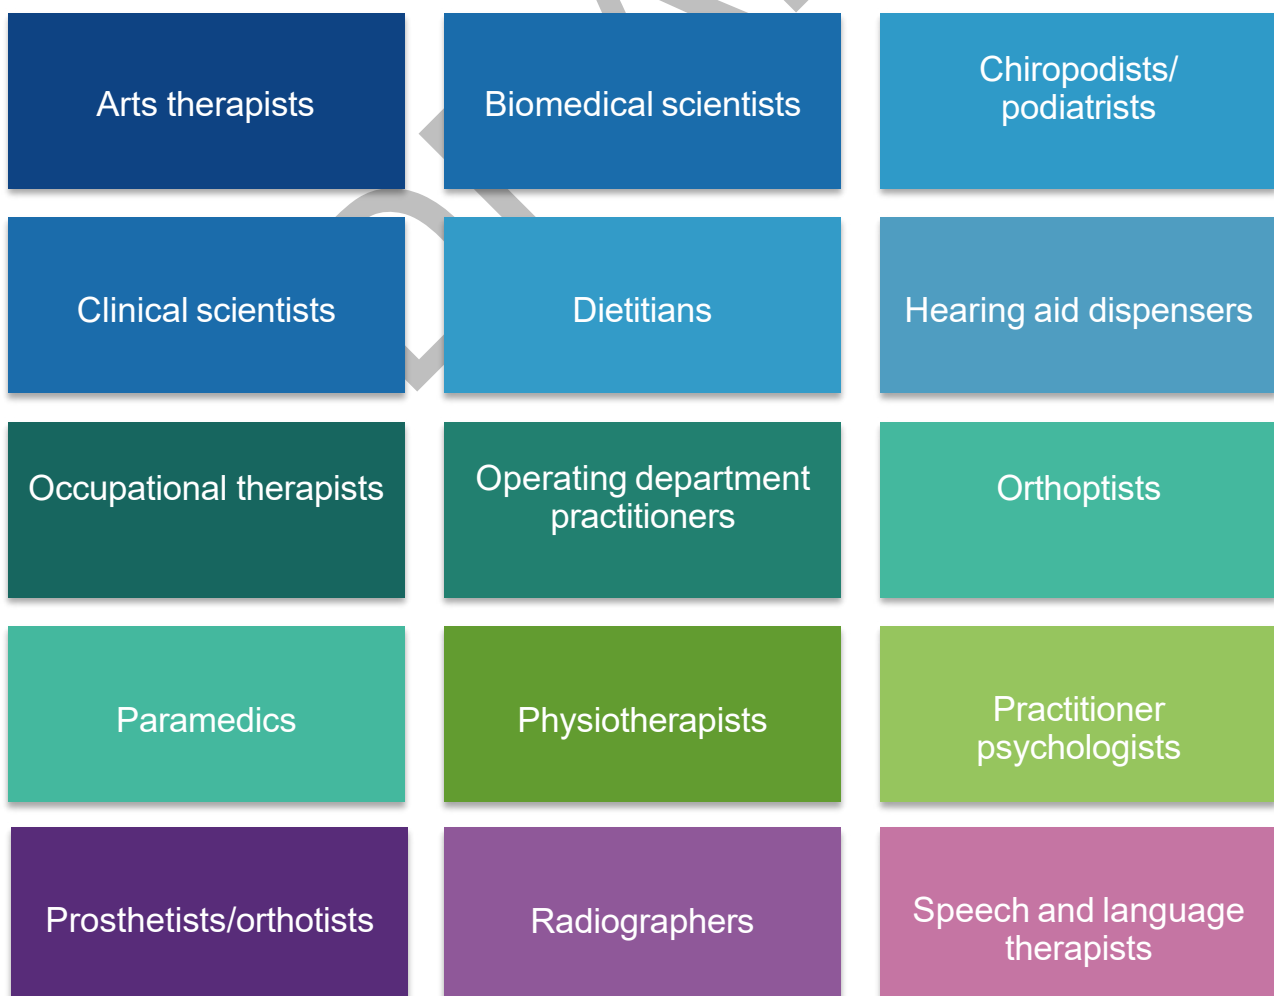 Arts therapists
Biomedical scientists
Chiropodists/
podiatrists
Clinical scientists
Dietitians
Hearing aid dispensers
Occupational therapists
Operating department
practitioners
Orthoptists
Paramedics
Physiotherapists
Practitioner
psychologists
Prosthetists/orthotists
Radiographers
Speech and language
therapists